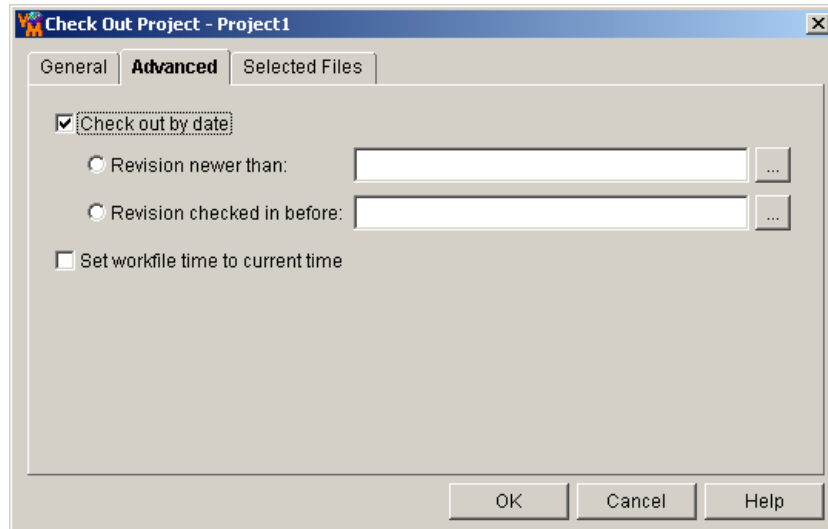 VM Check Out Project - Project1
General Advanced Selected Files
Check out by date
Revision newer than: ...
Revision checked in before: ...
Set workfile time to current time
OK Cancel Help